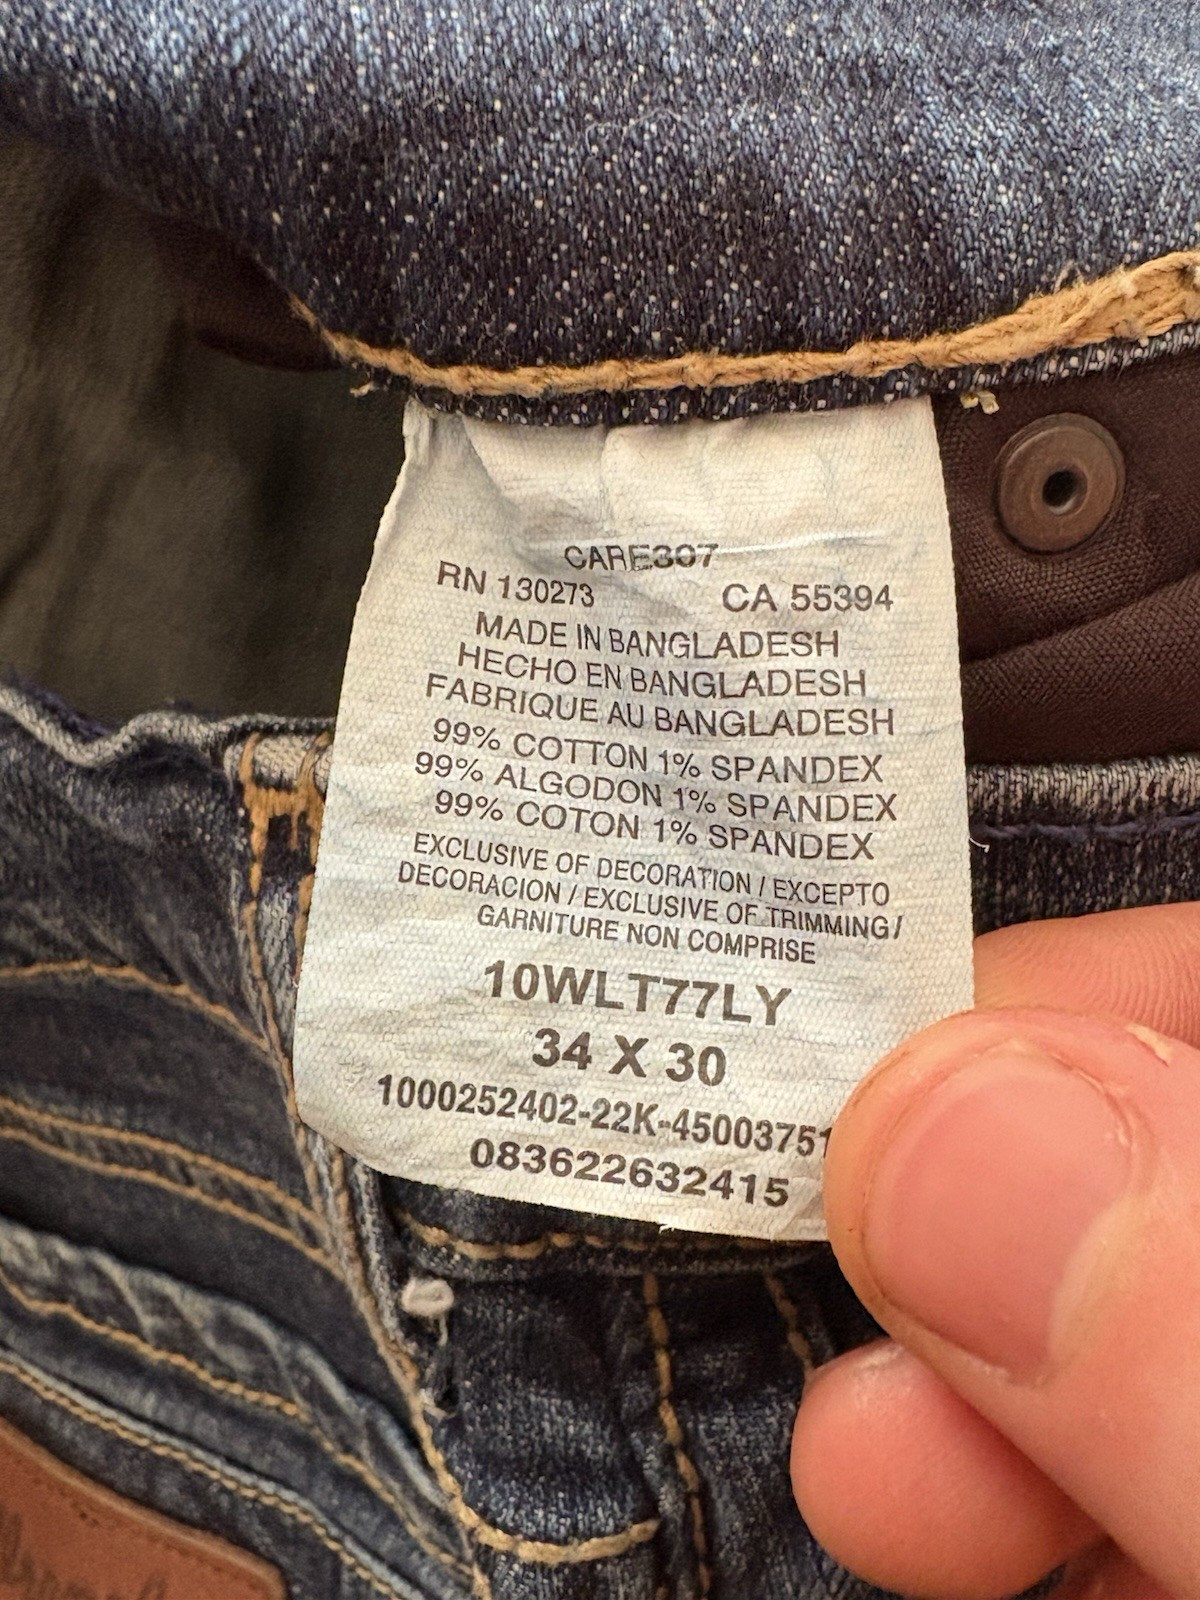 CARE307
RN 130273 CA 55394
MADE IN BANGLADESH
HECHO EN BANGLADESH
FABRIQUE AU BANGLADESH
99% COTTON 1% SPANDEX
99% ALGODON 1% SPANDEX
99% COTON 1% SPANDEX
EXCLUSIVE OF DECORATION / EXCEPTO
DECORACION / EXCLUSIVE OF TRIMMING /
GARNITURE NON COMPRISE
10WLT77LY
34 X 30
1000252402-22K-45003751
083622632415